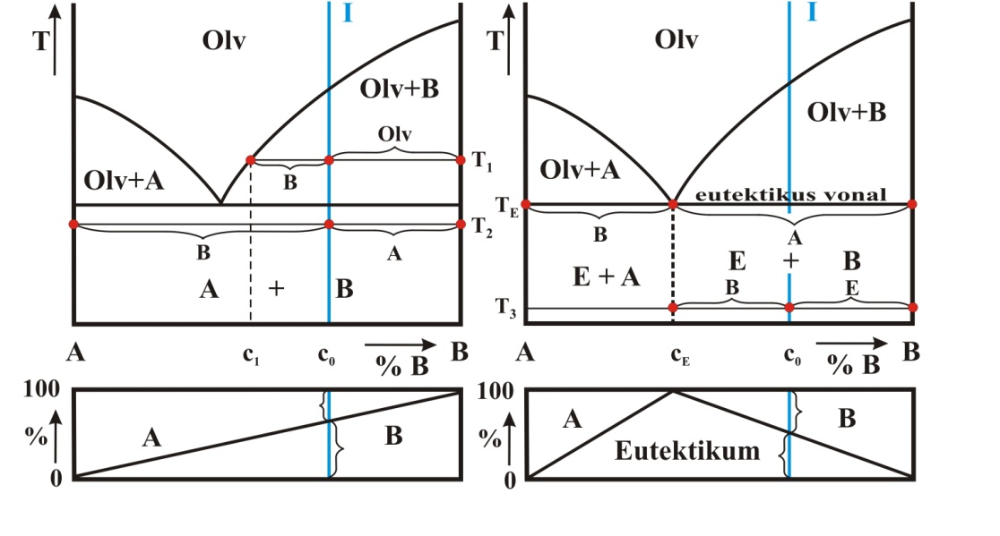 I
T
Olv
Olv+B
Olv
Olv+A
B
T1
T2
B
A
A + B
A
c1
c0
% B
B
100
%
0
A
B
I
T
Olv
Olv+B
Olv+A
eutektikus vonal
TE
B
A
E + B
E + A
B
E
T3
A
cE
c0
% B
B
100
%
0
A
B
Eutektikum